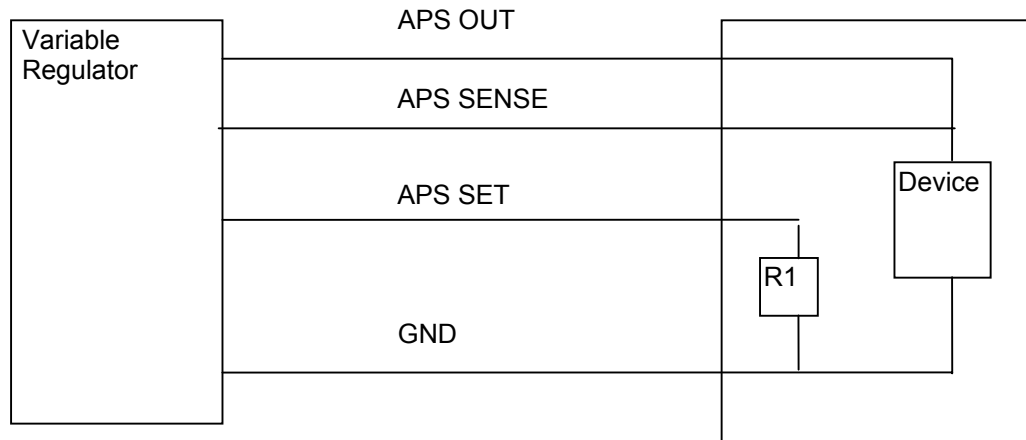 APS OUT
Variable
Regulator
APS SENSE
Device
APS SET
R1
GND